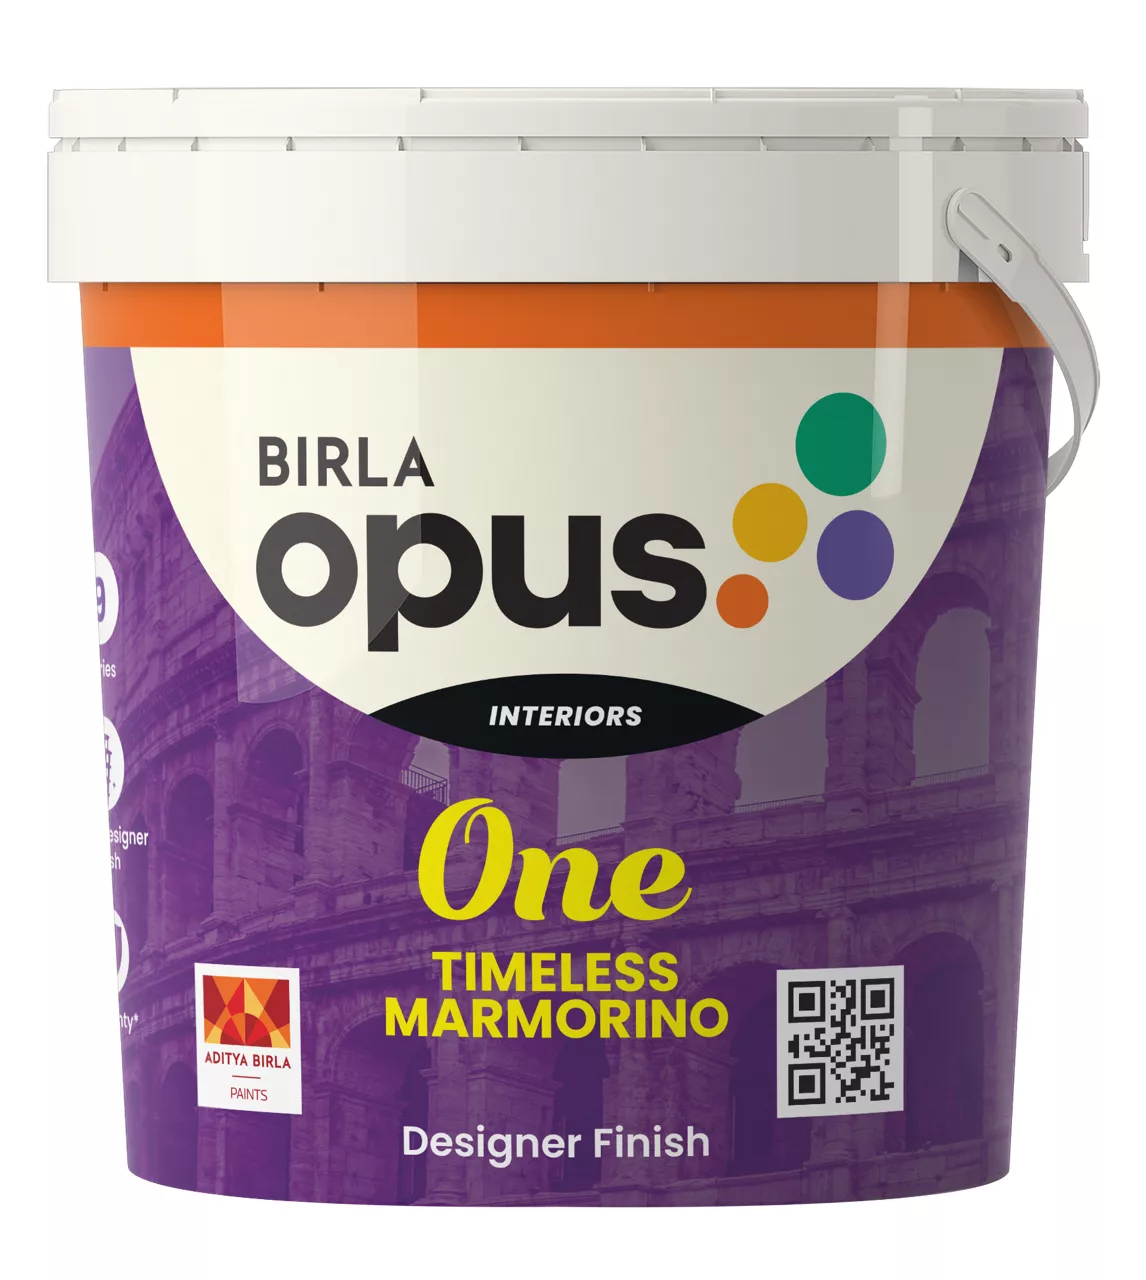 BIRLA
opus.
INTERIORS
One
TIMELESS
MARMORINO
ADITYA BIRLA
PAINTS
Designer Finish